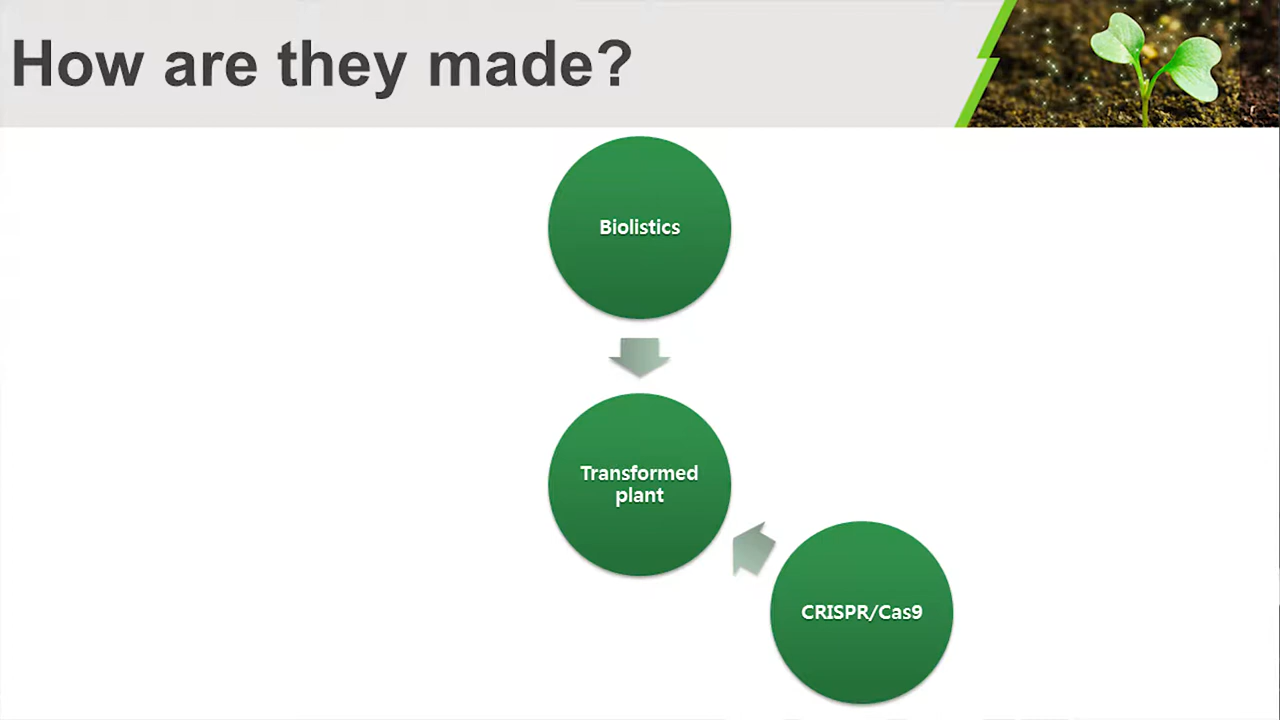 How are they made?
Biolistics
Transformed
plant
CRISPR/Cas9